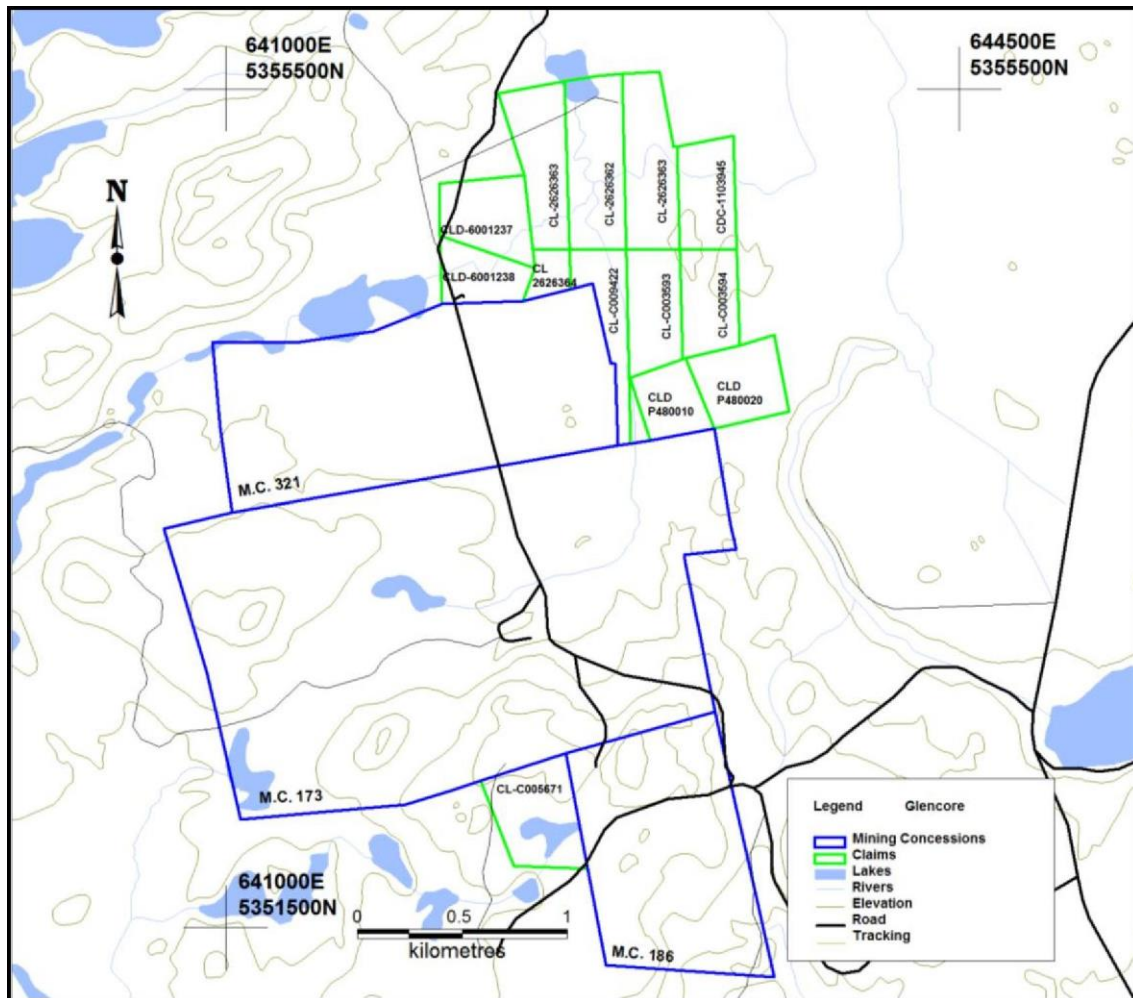 641000E
5355500N
644500E
5355500N
N
CL-2626363
CL-2626362
CL-2626363
CDC-1103945
CLD-6001237
CLD-6001238
CL
2626364
CL-C009422
CL-C003593
CL-C003594
CLD
P480010
CLD
P480020
M.C. 321
M.C. 173
CL-C005671
M.C. 186
641000E
5351500N
0 0.5 1
kilometres
Legend Glencore
Mining Concessions
Claims
Lakes
Rivers
Elevation
Road
Tracking